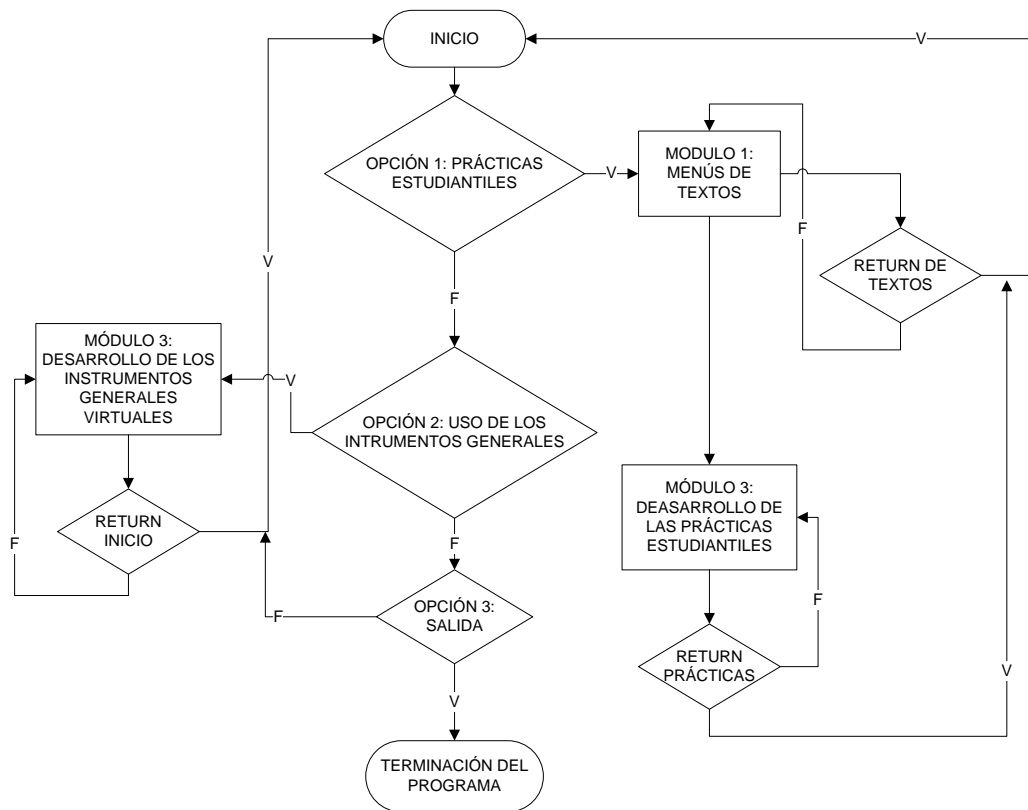 INICIO
V
OPCIÓN 1: PRÁCTICAS
ESTUDIANTILES
V
MODULO 1:
MENÚS DE
TEXTOS
F
RETURN DE
TEXTOS
V
F
MÓDULO 3:
DESARROLLO DE LOS
INSTRUMENTOS
GENERALES
VIRTUALES
V
OPCIÓN 2: USO DE LOS
INTRUMENTOS GENERALES
MÓDULO 3:
DEASARROLLO DE
LAS PRÁCTICAS
ESTUDIANTILES
RETURN
INICIO
F
F
F
OPCIÓN 3:
SALIDA
F
RETURN
PRÁCTICAS
V
V
TERMINACIÓN DEL
PROGRAMA